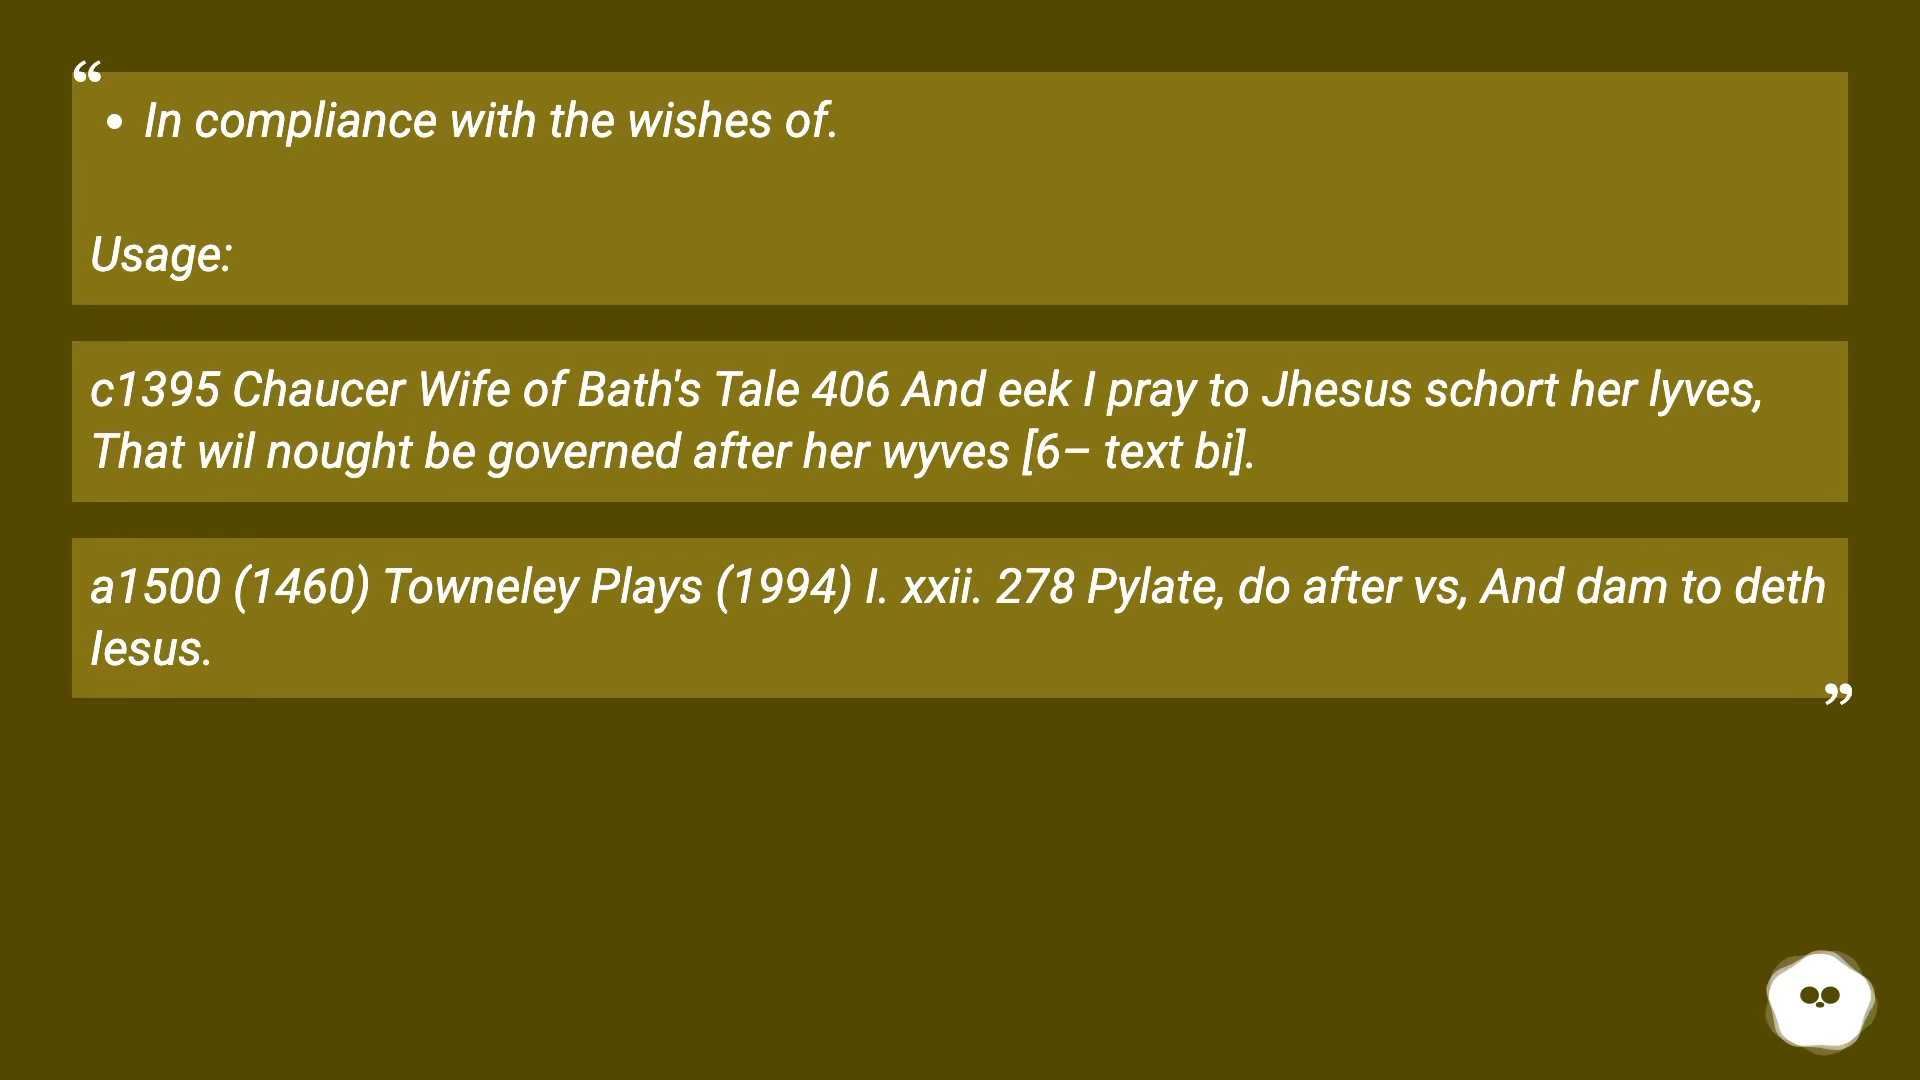 “
• In compliance with the wishes of.
Usage:
c1395 Chaucer Wife of Bath's Tale 406 And eek I pray to Jhesus schort her lyves,
That wil nought be governed after her wyves [6– text bi].
a1500 (1460) Towneley Plays (1994) I. xxii. 278 Pylate, do after vs, And dam to deth
Iesus.
”